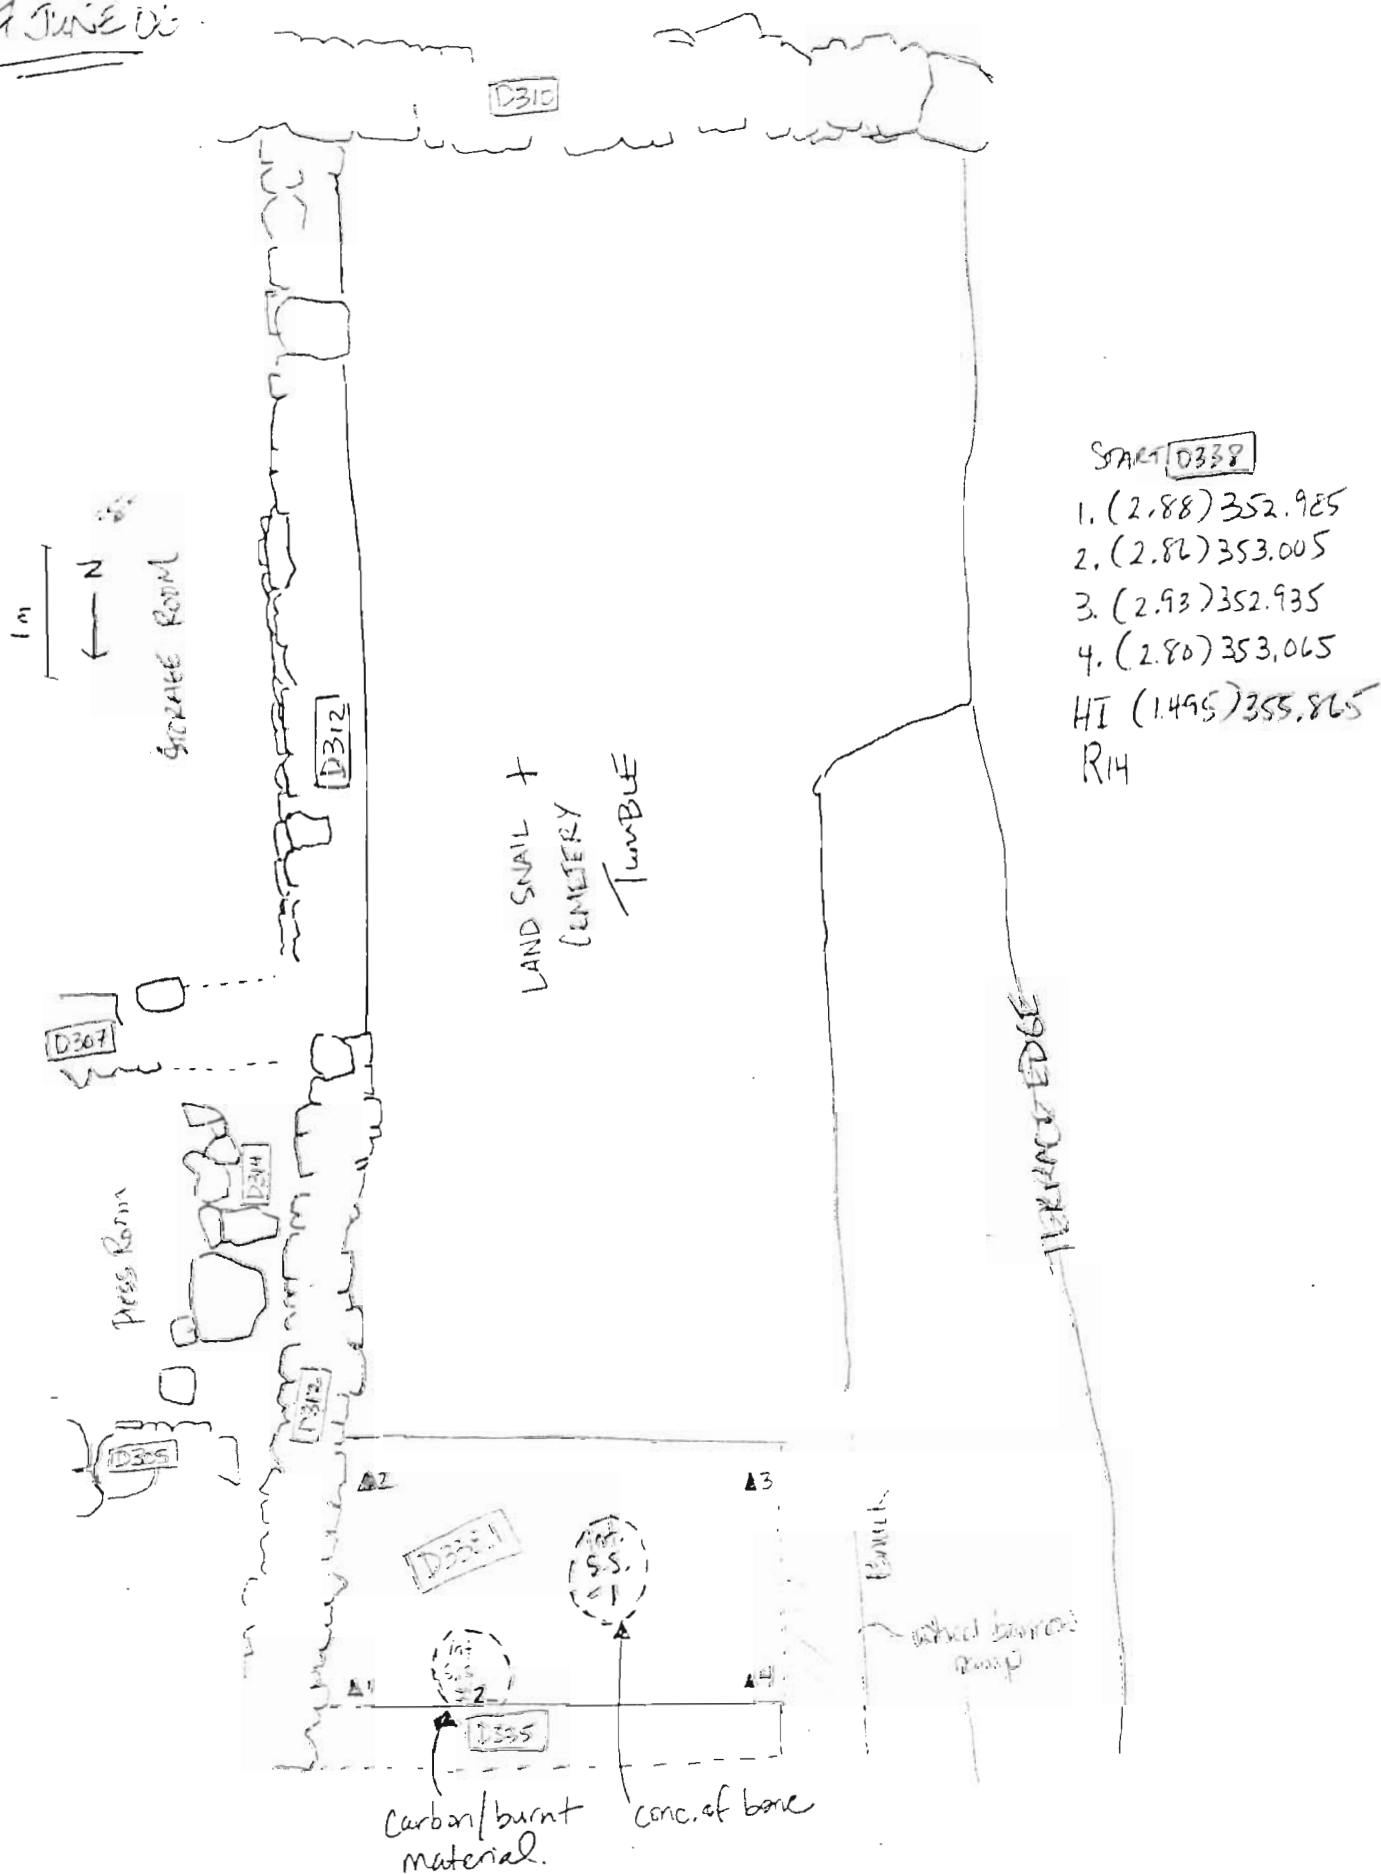 JUNE
D310
START D338
1. (2.88) 352.985
2. (2.86) 353.005
3. (2.93) 352.935
4. (2.80) 353.065
HI (1.495) 355.865
R14
1m
N
STORAGE ROOM
D312
LAND SNAIL +
CEMETERY
TUMBLE
D307
TERRACE EDGE
D314
Press Room
D312
D305
▲2
▲3
D338.1
int.
S.S.
#1
Baulk
wheel barrow
ramp
int
2
▲1
▲4
D335
Carbon/burnt
material.
conc. of bone